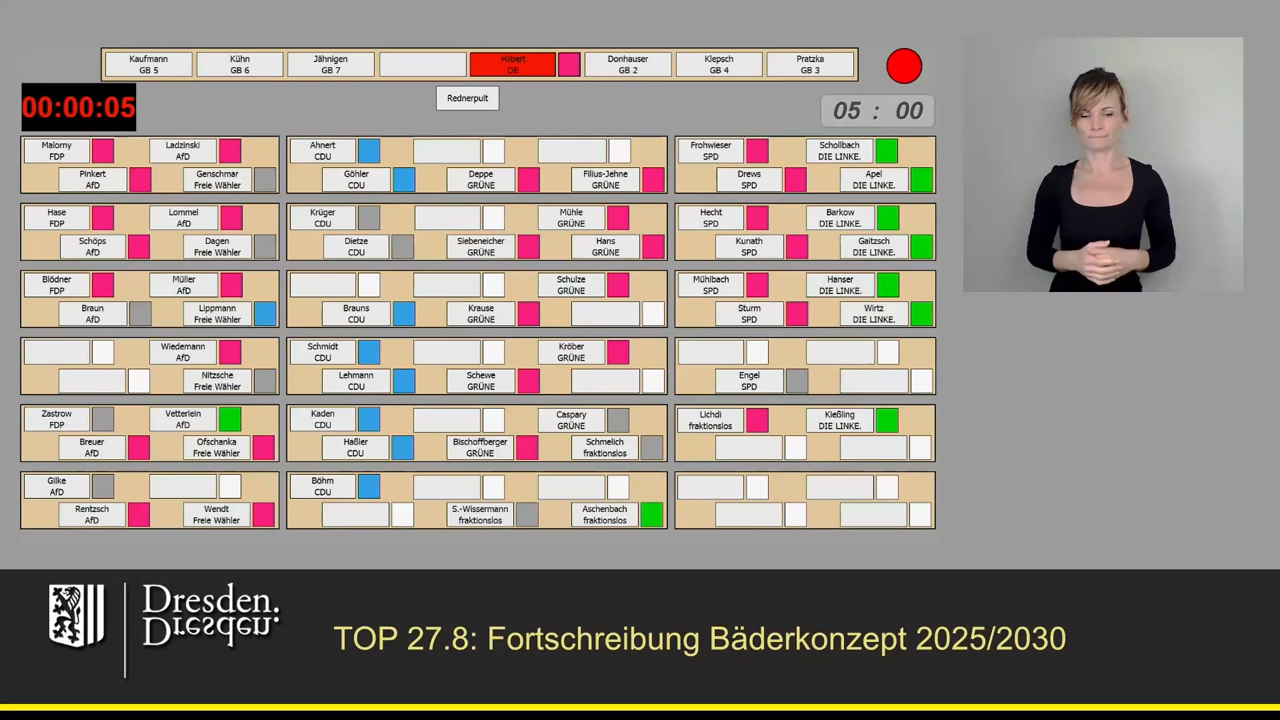 Kaufmann
GB 5
Kühn
GB 6
Jähnigen
GB 7
Hilbert
OB
Donhauser
GB 2
Klepsch
GB 4
Pratzka
GB 3
00:00:05
Rednerpult
05 : 00
Malorny
FDP
Ladzinski
AfD
Pinkert
AfD
Genschmar
Freie Wähler
Ahnert
CDU
Göhler
CDU
Deppe
GRÜNE
Filius-Jehne
GRÜNE
Frohwieser
SPD
Schollbach
DIE LINKE.
Drews
SPD
Apel
DIE LINKE.
Hase
FDP
Lommel
AfD
Schöps
AfD
Dagen
Freie Wähler
Krüger
CDU
Mühle
GRÜNE
Dietze
CDU
Siebeneicher
GRÜNE
Hans
GRÜNE
Hecht
SPD
Barkow
DIE LINKE.
Kunath
SPD
Gaitzsch
DIE LINKE.
Blödner
FDP
Müller
AfD
Braun
AfD
Lippmann
Freie Wähler
Schulze
GRÜNE
Brauns
CDU
Krause
GRÜNE
Mühlbach
SPD
Hanser
DIE LINKE.
Sturm
SPD
Wirtz
DIE LINKE.
Wiedemann
AfD
Nitzsche
Freie Wähler
Schmidt
CDU
Kröber
GRÜNE
Lehmann
CDU
Schewe
GRÜNE
Engel
SPD
Zastrow
FDP
Vetterlein
AfD
Breuer
AfD
Ofschanka
Freie Wähler
Kaden
CDU
Caspary
GRÜNE
Haßler
CDU
Bischoffberger
GRÜNE
Schmelich
fraktionslos
Lichdi
fraktionslos
Kießling
DIE LINKE.
Gilke
AfD
Rentzsch
AfD
Wendt
Freie Wähler
Böhm
CDU
S.-Wissermann
fraktionslos
Aschenbach
fraktionslos
Dresden.
Dresden.
TOP 27.8: Fortschreibung Bäderkonzept 2025/2030